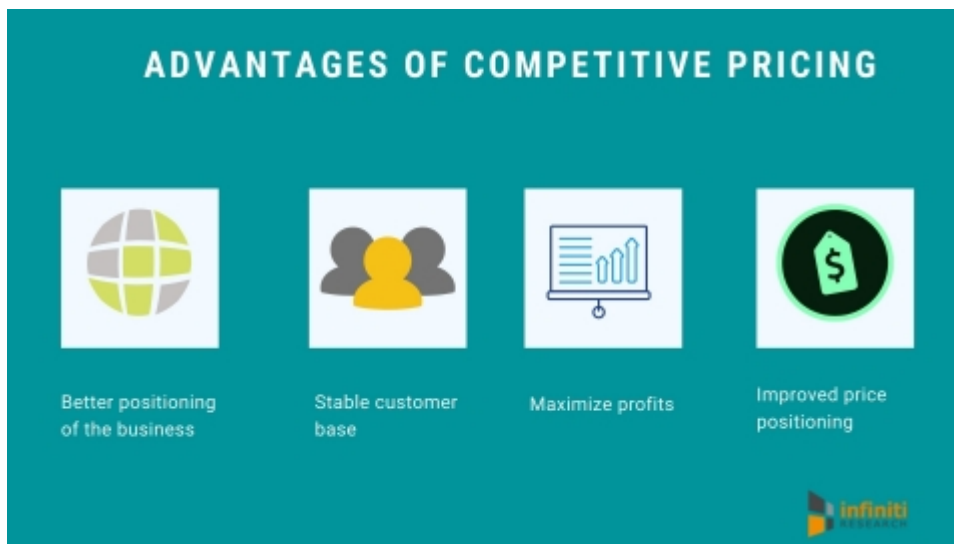 ADVANTAGES OF COMPETITIVE PRICING
Better positioning
of the business
Stable customer
base
Maximize profits
$
Improved price
positioning
infiniti
RESEARCH